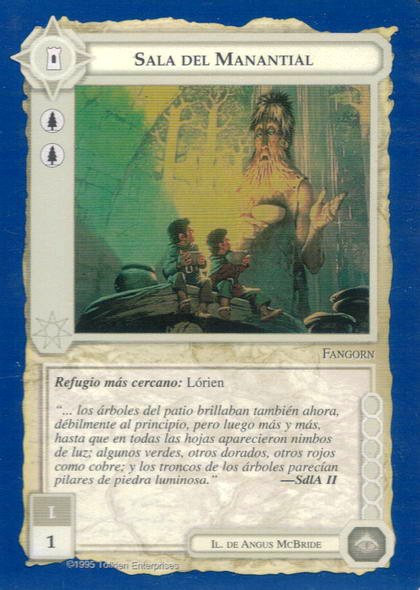 SALA DEL MANANTIAL
FANGORN
Refugio más cercano: Lórien
“... los árboles del patio brillaban también ahora,
débilmente al principio, pero luego más y más,
hasta que en todas las hojas aparecieron nimbos
de luz; algunos verdes, otros dorados, otros rojos
como cobre; y los troncos de los árboles parecían
pilares de piedra luminosa.” —SdlA II
I
1
IL. DE ANGUS MCBRIDE
©1995 Tolkien Enterprises